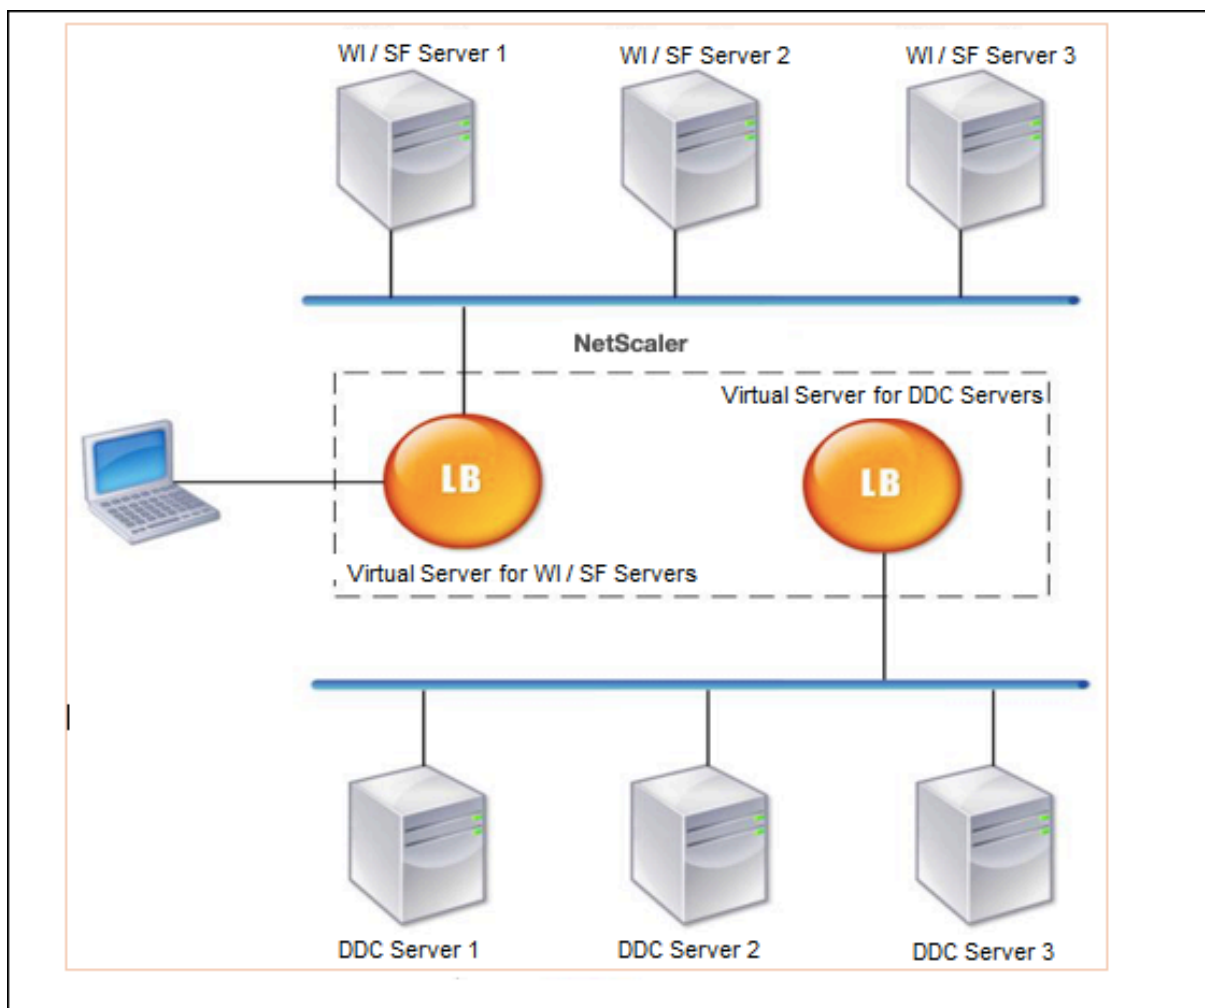 WI / SF Server 1
WI / SF Server 2
WI / SF Server 3
NetScaler
Virtual Server for DDC Servers
LB
LB
Virtual Server for WI / SF Servers
DDC Server 1
DDC Server 2
DDC Server 3